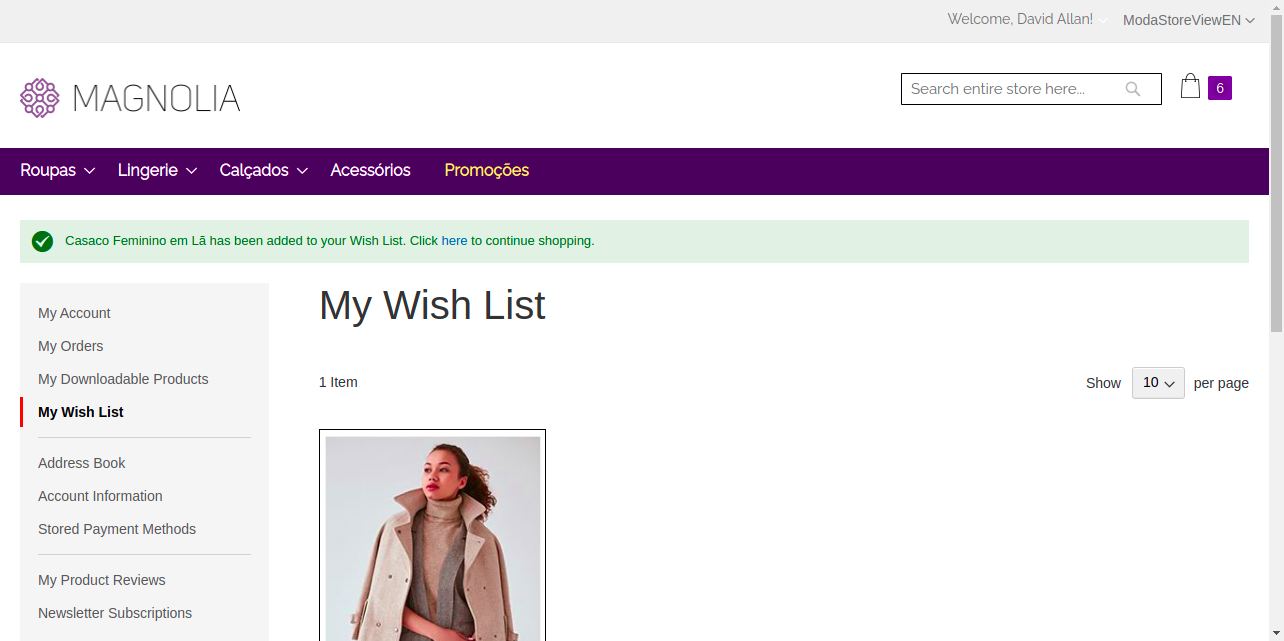 Welcome, David Allan!
ModaStoreViewEN
MAGNOLIA
Search entire store here...
6
Roupas
Lingerie
Calçados
Acessórios
Promoções
Casaco Feminino em Lã has been added to your Wish List. Click here to continue shopping.
My Account
My Orders
My Downloadable Products
My Wish List
Address Book
Account Information
Stored Payment Methods
My Product Reviews
Newsletter Subscriptions
My Wish List
1 Item
Show 10 per page